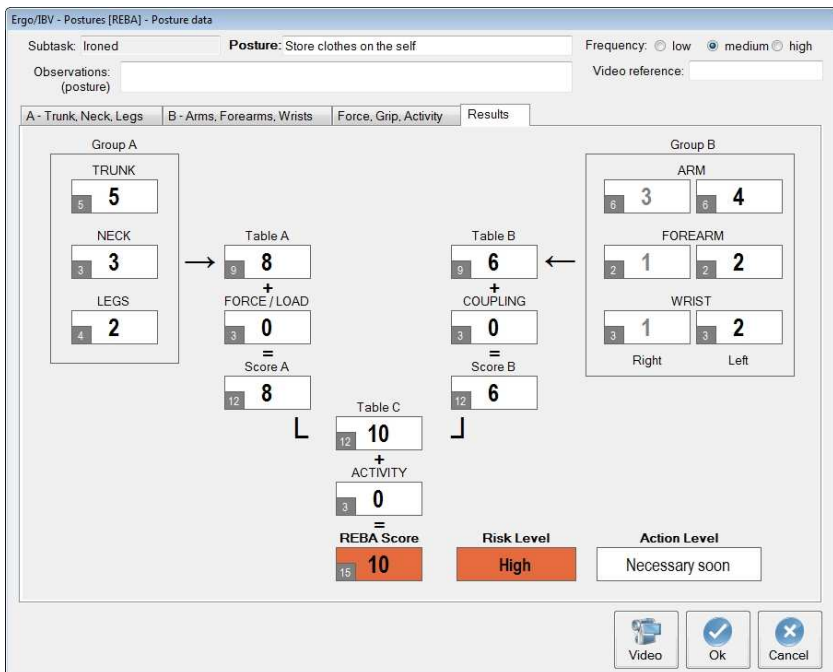 Ergo/IBV - Postures [REBA] - Posture data
Subtask: Ironed Posture: Store clothes on the self Frequency: low medium high
Observations: (posture) Video reference:
A - Trunk, Neck, Legs B - Arms, Forearms, Wrists Force, Grip, Activity Results
Group A Group B
TRUNK ARM
5 5 6 3 6 4
NECK Table A Table B FOREARM
3 3 → 9 8 9 6 ← 2 1 2 2
+ +
LEGS FORCE / LOAD COUPLING WRIST
4 2 3 0 3 0 3 1 3 2
= =
Score A Score B Right Left
12 8 12 6
Table C
12 10
+
ACTIVITY
3 0
=
REBA Score Risk Level Action Level
15 10 High Necessary soon
Video Ok Cancel